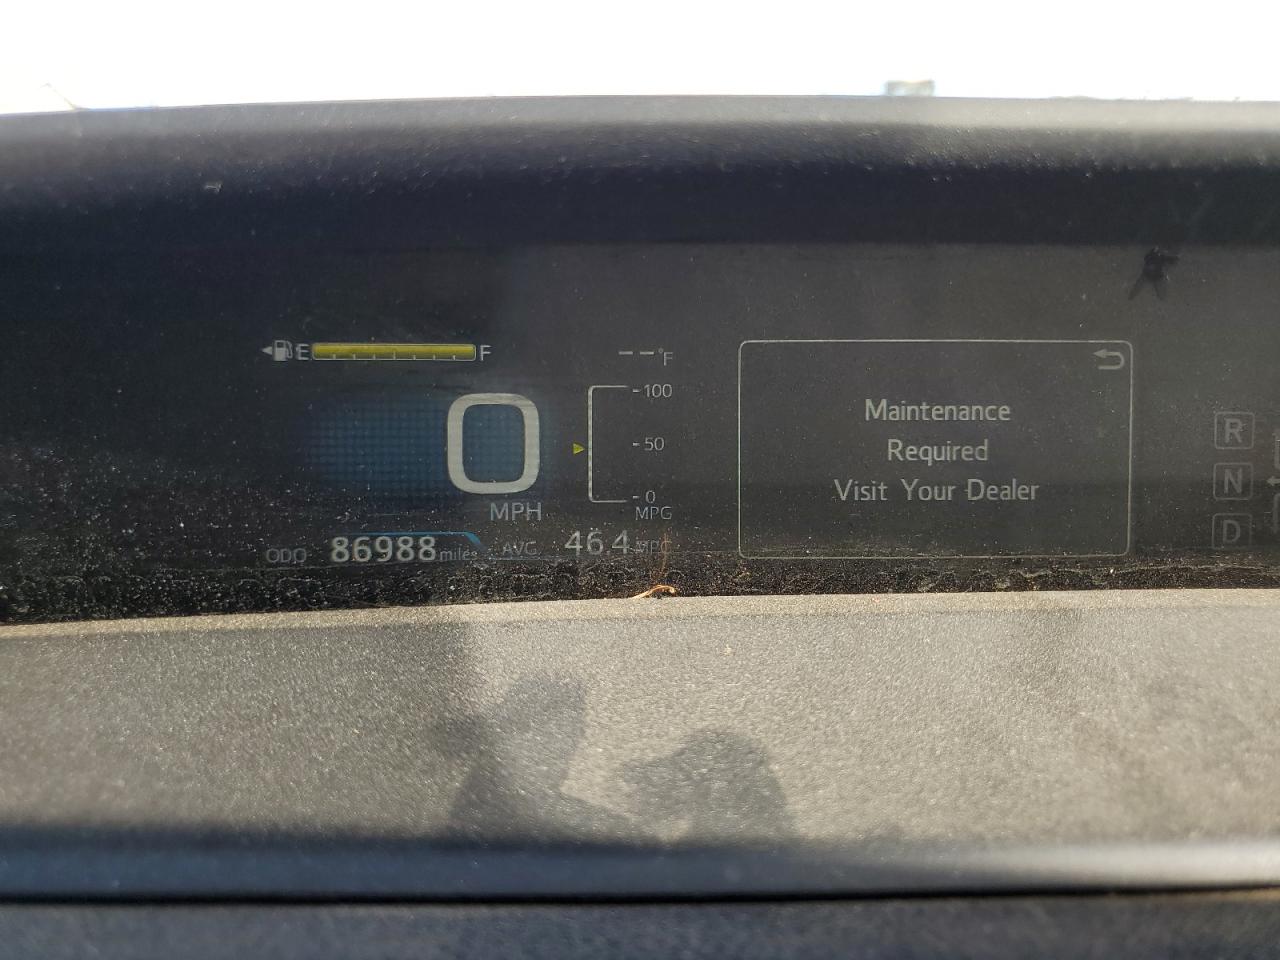 E F
--°F
100
50
0
MPG
0
MPH
ODO 86988 miles AVG 46.4 MPG
Maintenance
Required
Visit Your Dealer
R
N
D